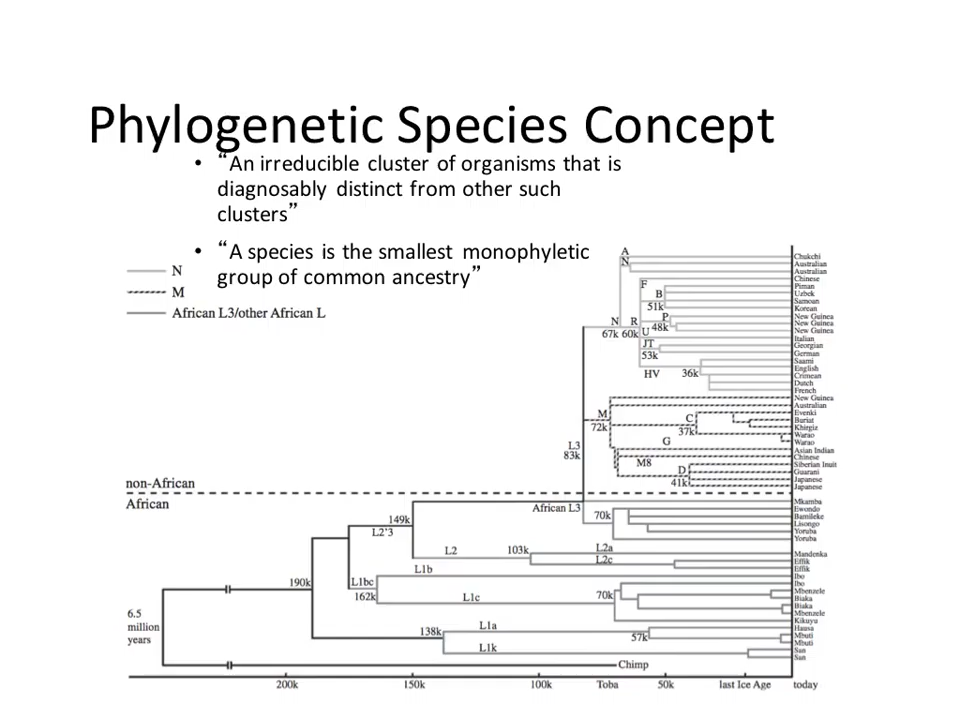 Phylogenetic Species Concept
• “An irreducible cluster of organisms that is
diagnosably distinct from other such
clusters”
• “A species is the smallest monophyletic
group of common ancestry”
N
M
African L3/other African L
A
N
F
B
51k
P
48k
N
R
U
67k 60k
JT
53k
HV
36k
M
72k
C
37k
G
L3
83k
M8
D
41k
non-African
African
African L3
70k
149k
L2'3
L2
103k
L2a
L2c
L1b
190k
L1bc
162k
L1c
70k
6.5
million
years
138k
L1a
57k
L1k
Chimp
Chukchi
Australian
Australian
Chinese
Piman
Uzbek
Samoan
Korean
New Guinea
New Guinea
New Guinea
Italian
Georgian
German
Saami
English
Crimean
Dutch
French
New Guinea
Australian
Evenki
Buriat
Khirgiz
Warao
Warao
Asian Indian
Chinese
Siberian Inuit
Guarani
Japanese
Japanese
Mkamba
Ewondo
Bamileke
Lisongo
Yoruba
Yoruba
Mandenka
Effik
Effik
Ibo
Ibo
Mbenzele
Biaka
Biaka
Mbenzele
Kikuyu
Hausa
Mbuti
Mbuti
San
San
200k
150k
100k
Toba
50k
last Ice Age
today